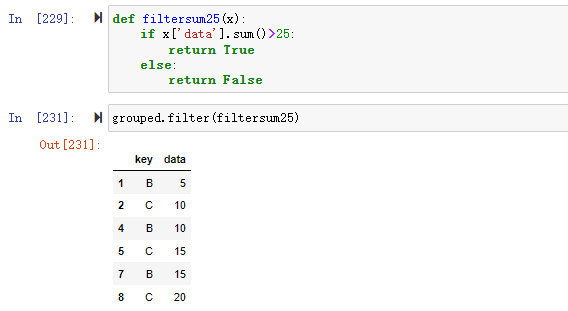 In [229]:
def filtersum25(x):
    if x['data'].sum()>25:
        return True
    else:
        return False
In [231]:
grouped.filter(filtersum25)
Out[231]:
key data
1 B 5
2 C 10
4 B 10
5 C 15
7 B 15
8 C 20